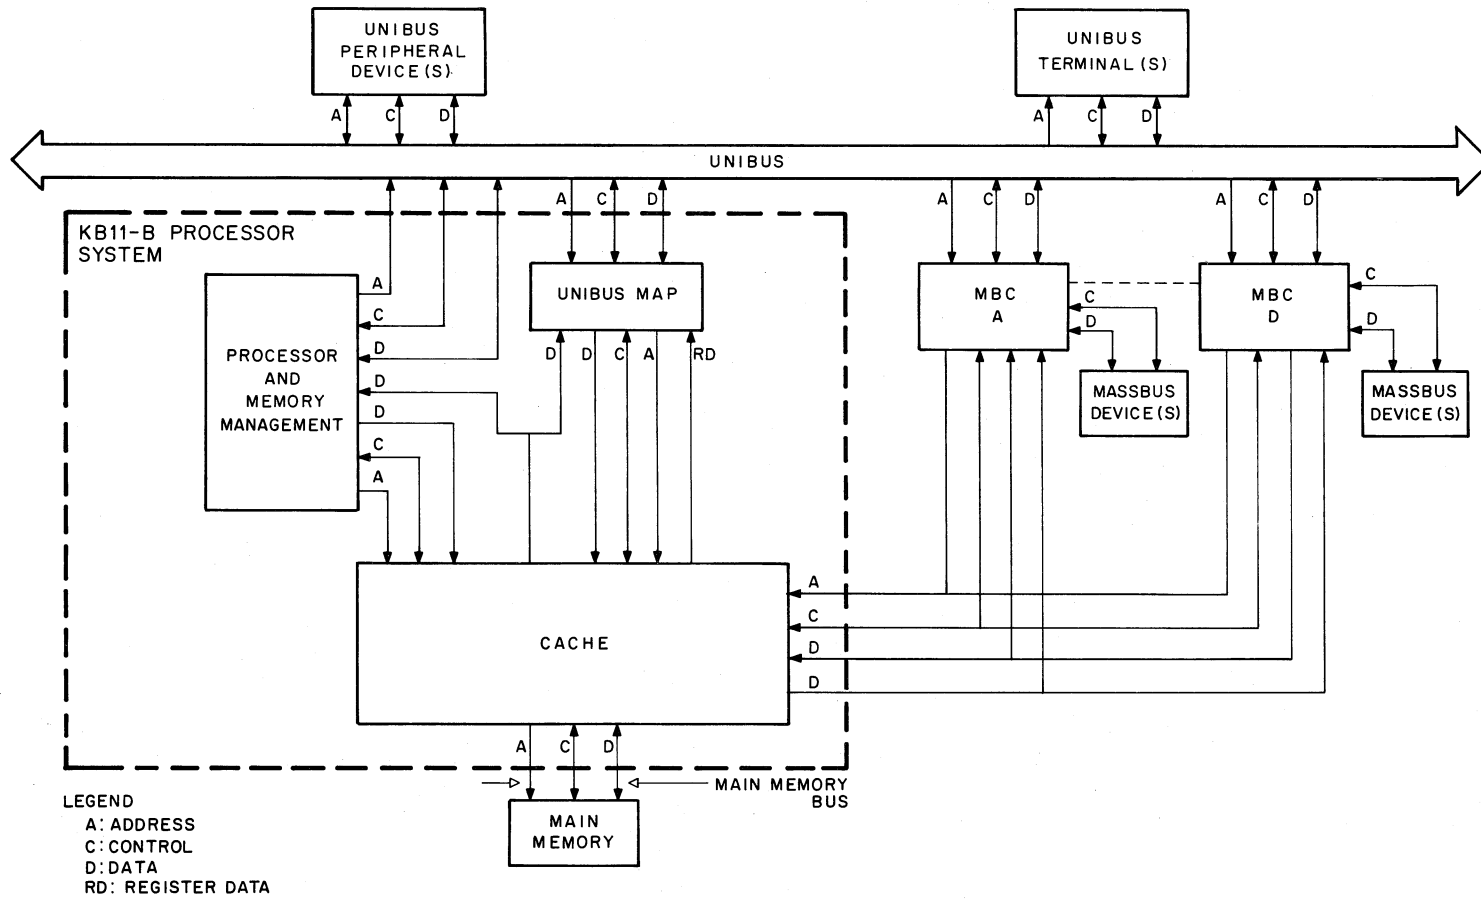 UNIBUS
PERIPHERAL
DEVICE(S).
UNIBUS
TERMINAL(S)
A
C
D
A
C
D
UNIBUS
A
C
D
A
C
D
A
C
D
KB11-B PROCESSOR
SYSTEM
PROCESSOR
AND
MEMORY
MANAGEMENT
A
C
D
D
D
C
A
UNIBUS MAP
D
D
C
A
RD
MBC
A
C
D
MBC
D
C
D
MASSBUS
DEVICE(S)
MASSBUS
DEVICE(S)
CACHE
A
C
D
D
A
C
D
MAIN MEMORY
BUS
MAIN
MEMORY
LEGEND
A: ADDRESS
C: CONTROL
D: DATA
RD: REGISTER DATA